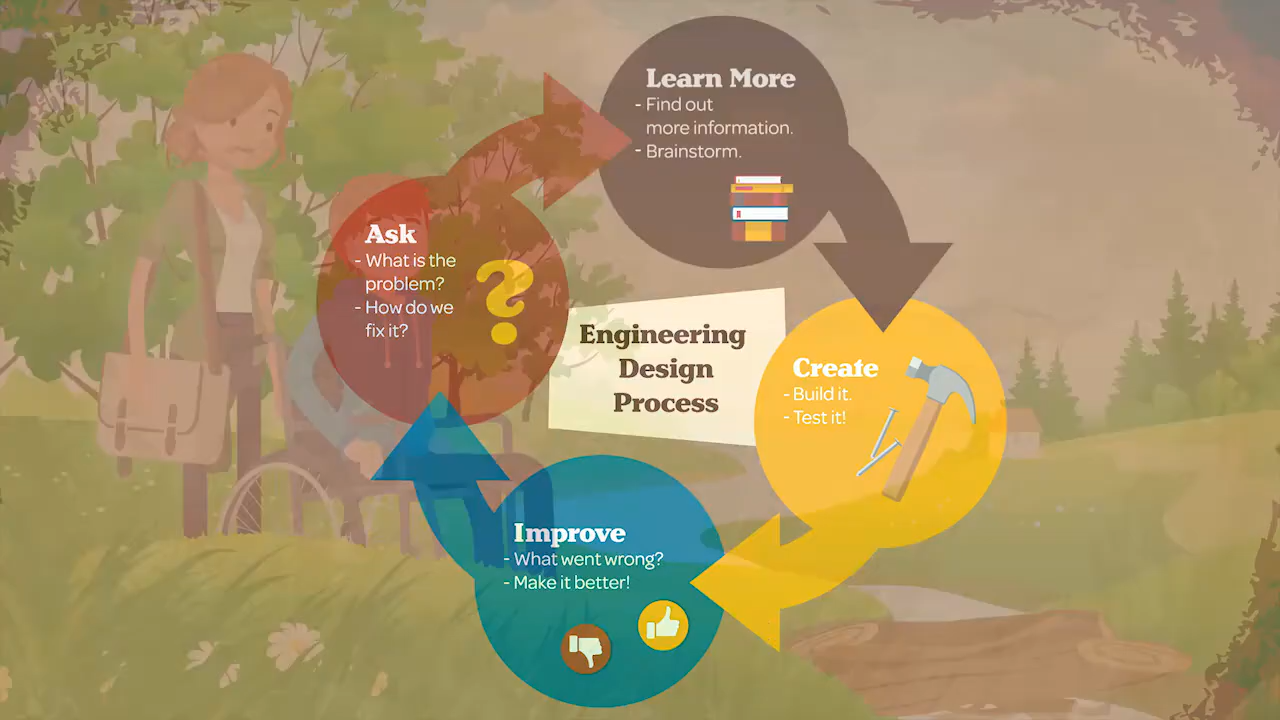 Learn More
- Find out
more information.
- Brainstorm.
Ask
- What is the
problem?
- How do we
fix it?
?
Engineering
Design
Process
Create
- Build it.
- Test it!
Improve
- What went wrong?
- Make it better!